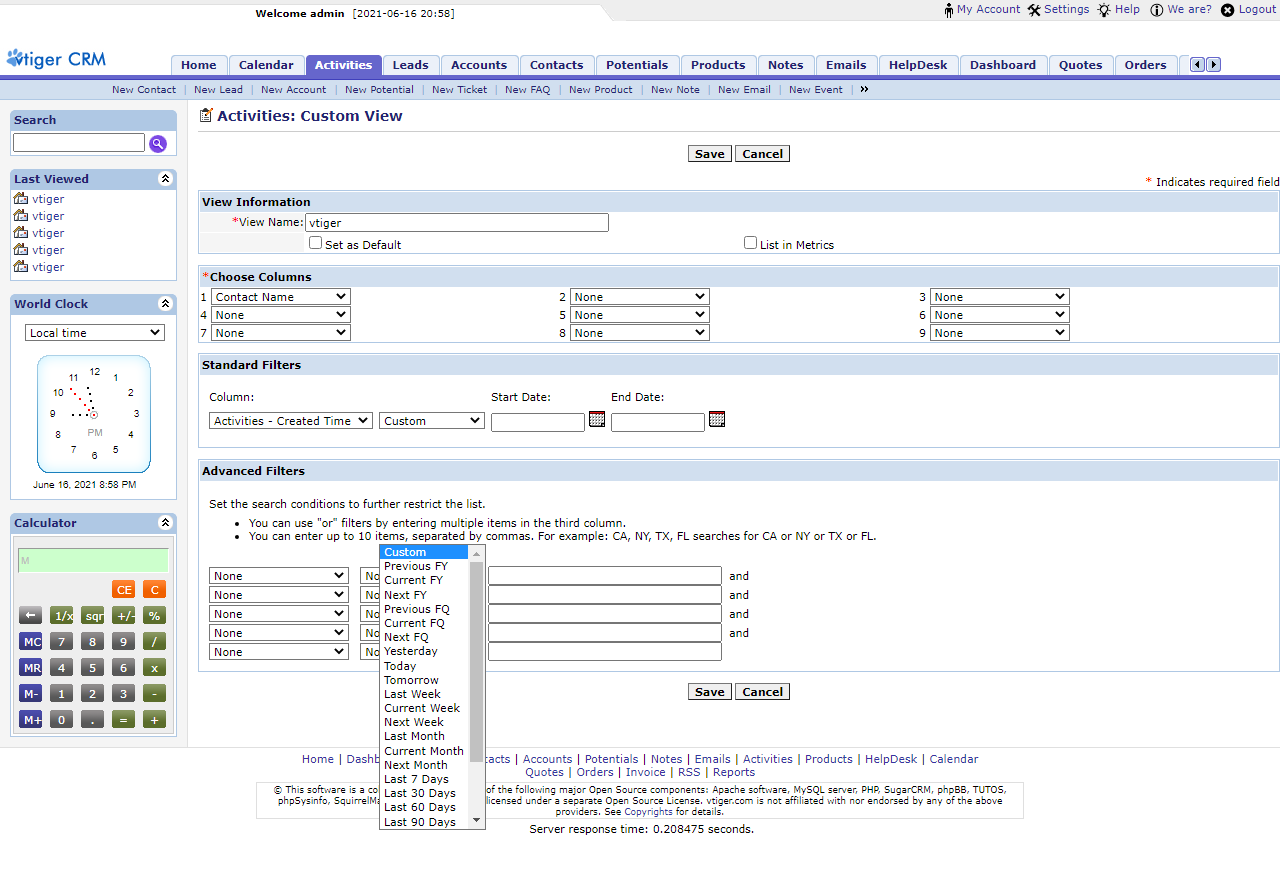 Welcome admin [2021-06-16 20:58]
My Account Settings Help We are? Logout
vtiger CRM
Home Calendar Activities Leads Accounts Contacts Potentials Products Notes Emails HelpDesk Dashboard Quotes Orders
New Contact | New Lead | New Account | New Potential | New Ticket | New FAQ | New Product | New Note | New Email | New Event | »
Search
Last Viewed
vtiger
vtiger
vtiger
vtiger
vtiger
World Clock
Local time
12
11 1
10 2
9 3
8 PM 4
7 5
6
June 16, 2021 8:58 PM
Calculator
M
CE C
← 1/x sqr +/- %
MC 7 8 9 /
MR 4 5 6 x
M- 1 2 3 -
M+ 0 . = +
Activities: Custom View
Save Cancel
* Indicates required field
View Information
*View Name: vtiger
Set as Default List in Metrics
*Choose Columns
1 Contact Name 2 None 3 None
4 None 5 None 6 None
7 None 8 None 9 None
Standard Filters
Column: Start Date: End Date:
Activities - Created Time Custom
Advanced Filters
Set the search conditions to further restrict the list.
• You can use "or" filters by entering multiple items in the third column.
• You can enter up to 10 items, separated by commas. For example: CA, NY, TX, FL searches for CA or NY or TX or FL.
None No and
None No and
None No and
None No and
None No
Custom
Previous FY
Current FY
Next FY
Previous FQ
Current FQ
Next FQ
Yesterday
Today
Tomorrow
Last Week
Current Week
Next Week
Last Month
Current Month
Next Month
Last 7 Days
Last 30 Days
Last 60 Days
Last 90 Days
Save Cancel
Home | Dashb tacts | Accounts | Potentials | Notes | Emails | Activities | Products | HelpDesk | Calendar
Quotes | Orders | Invoice | RSS | Reports
© This software is a co of the following major Open Source components: Apache software, MySQL server, PHP, SugarCRM, phpBB, TUTOS,
phpSysinfo, SquirrelMa licensed under a separate Open Source License. vtiger.com is not affiliated with nor endorsed by any of the above
providers. See Copyrights for details.
Server response time: 0.208475 seconds.